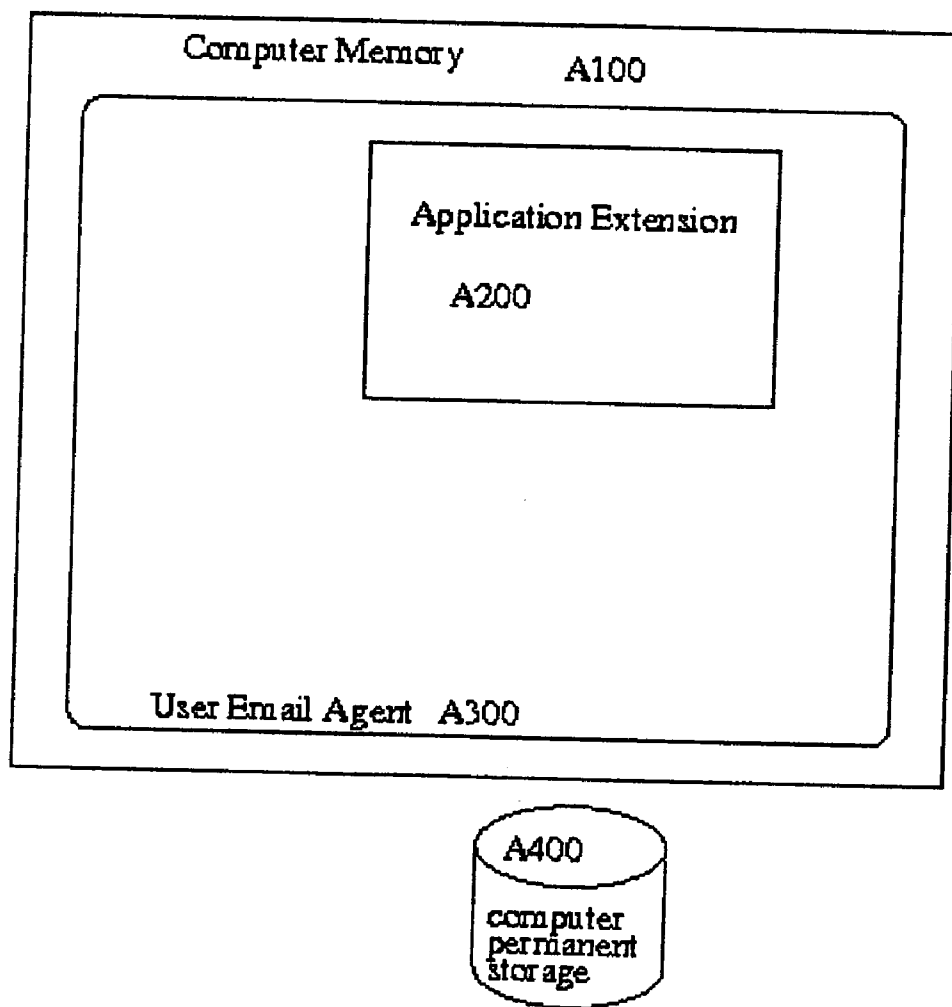 Computer Memory A100
Application Extension
A200
User Email Agent A300
A400
computer
permanent
storage